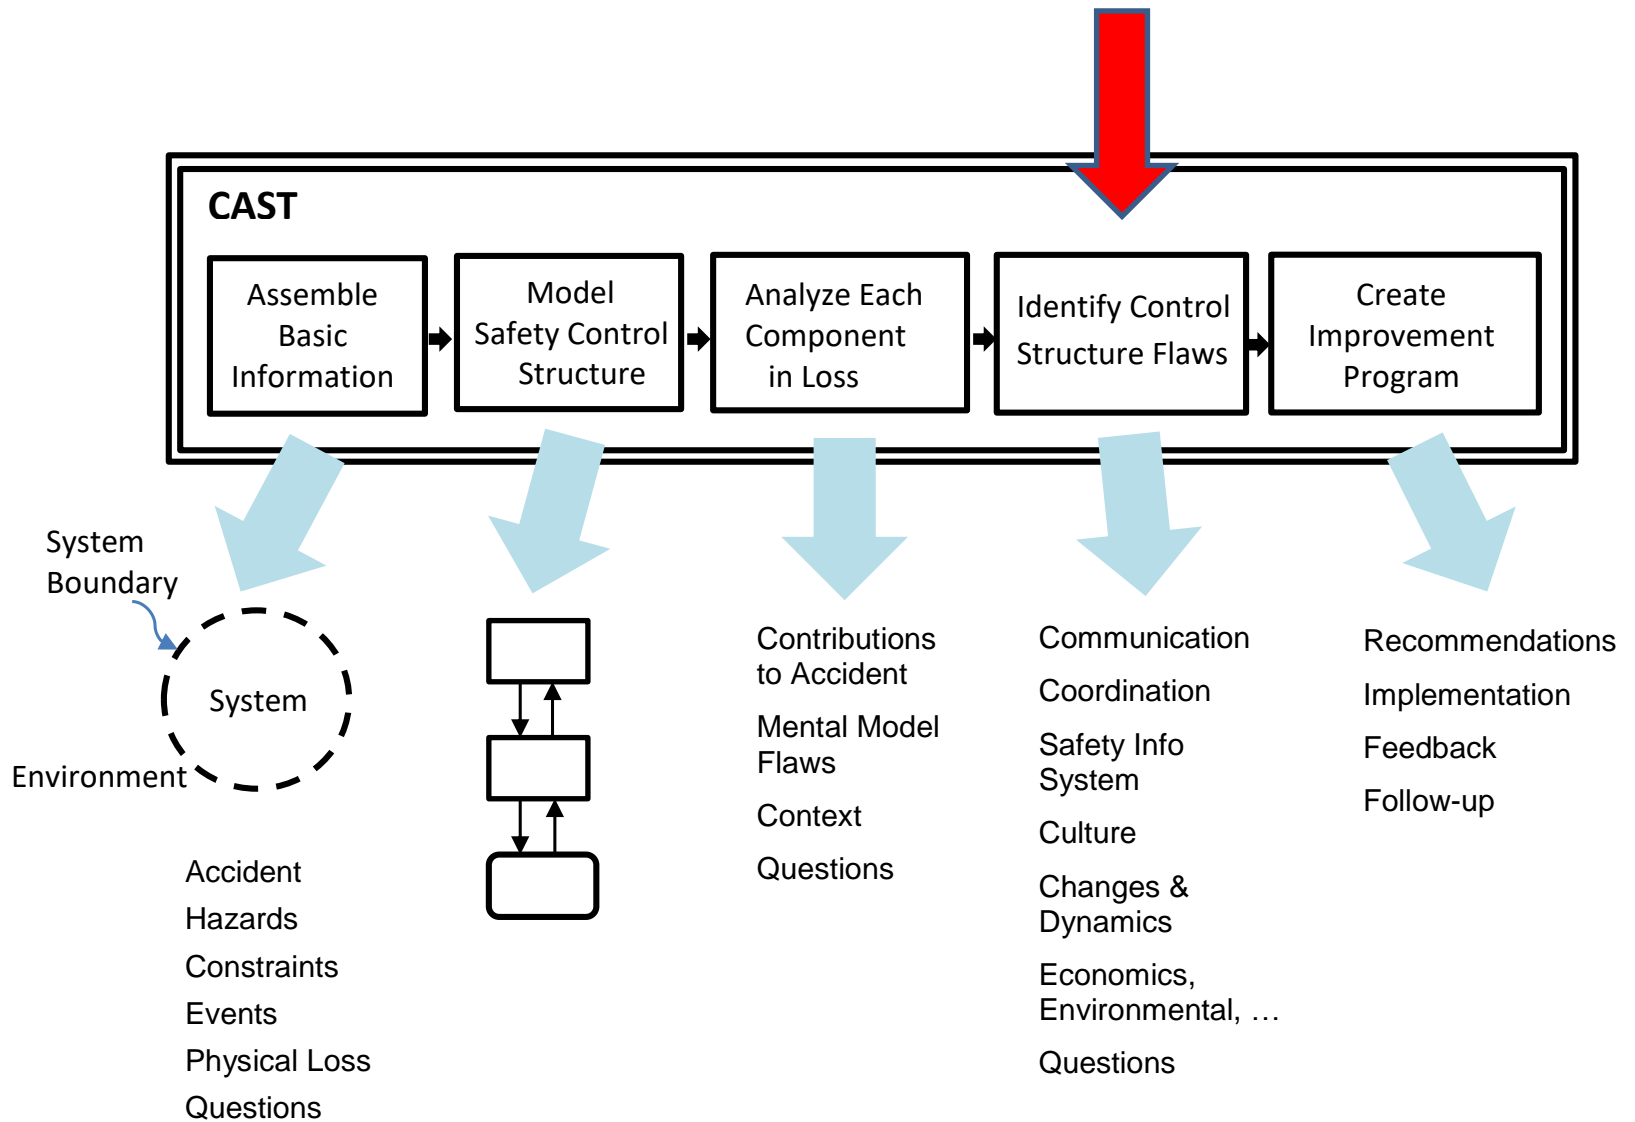 CAST
Assemble
Basic
Information
Model
Safety Control
Structure
Analyze Each
Component
in Loss
Identify Control
Structure Flaws
Create
Improvement
Program
System
Boundary
System
Environment
Accident
Hazards
Constraints
Events
Physical Loss
Questions
Contributions
to Accident
Mental Model
Flaws
Context
Questions
Communication
Coordination
Safety Info
System
Culture
Changes &
Dynamics
Economics,
Environmental, …
Questions
Recommendations
Implementation
Feedback
Follow-up